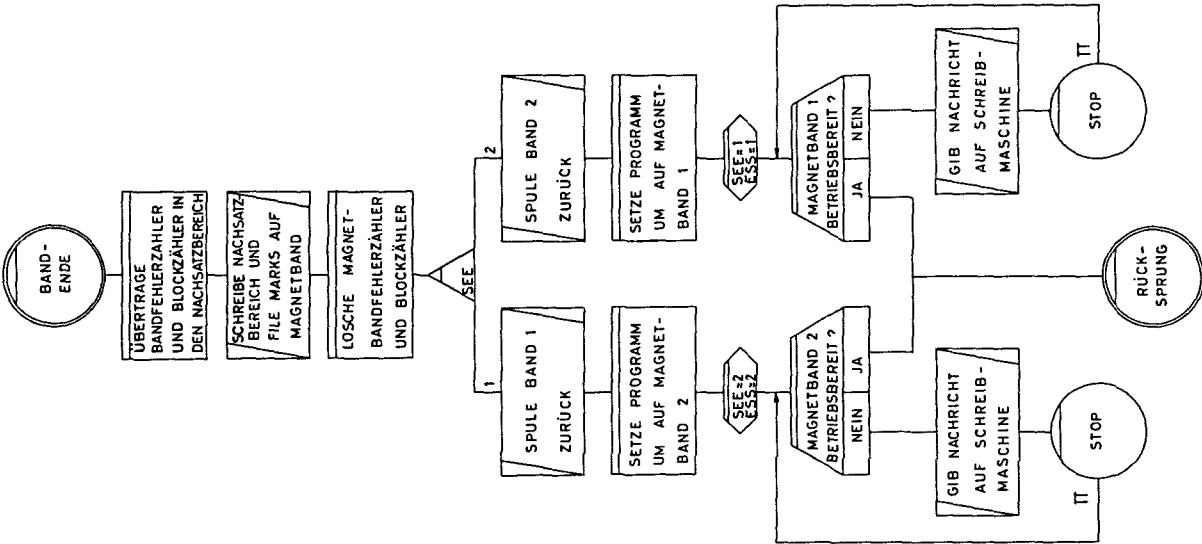 BAND-
ENDE
ÜBERTRAGE
BANDFEHLERZÄHLER
UND BLOCKZÄHLER IN
DEN NACHSATZBEREICH
SCHREIBE NACHSATZ-
BEREICH UND
FILE MARKS AUF
MAGNETBAND
LOSCHE MAGNET-
BANDFEHLERZÄHLER
UND BLOCKZÄHLER
SEE
1
2
SPULE BAND 1
ZURÜCK
SETZE PROGRAMM
UM AUF MAGNET-
BAND 2
SEE=2
ESS=2
MAGNETBAND 2
BETRIEBSBEREIT ?
NEIN
JA
GIB NACHRICHT
AUF SCHREIB-
MASCHINE
STOP
TT
SPULE BAND 2
ZURÜCK
SETZE PROGRAMM
UM AUF MAGNET-
BAND 1
SEE=1
ESS=1
MAGNETBAND 1
BETRIEBSBEREIT ?
JA
NEIN
GIB NACHRICHT
AUF SCHREIB-
MASCHINE
STOP
TT
RÜCK-
SPRUNG